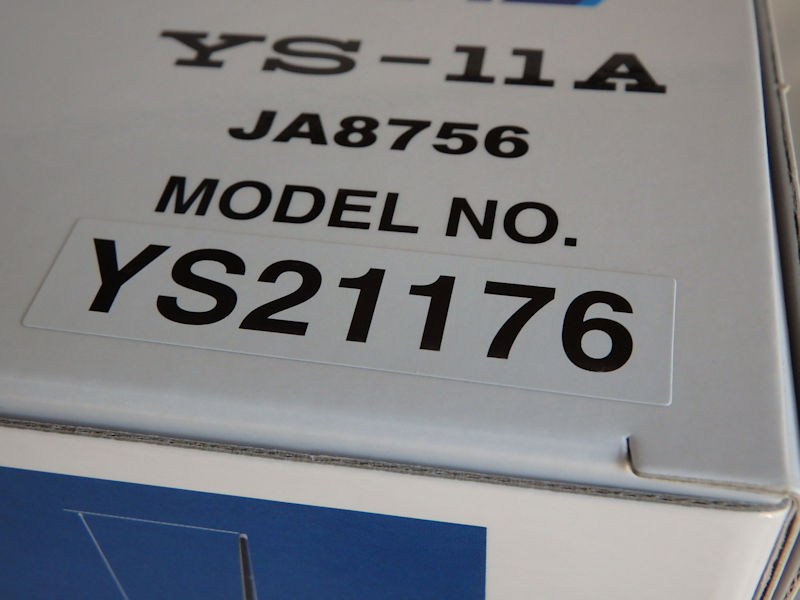 YS-11A
JA8756
MODEL NO.
YS21176